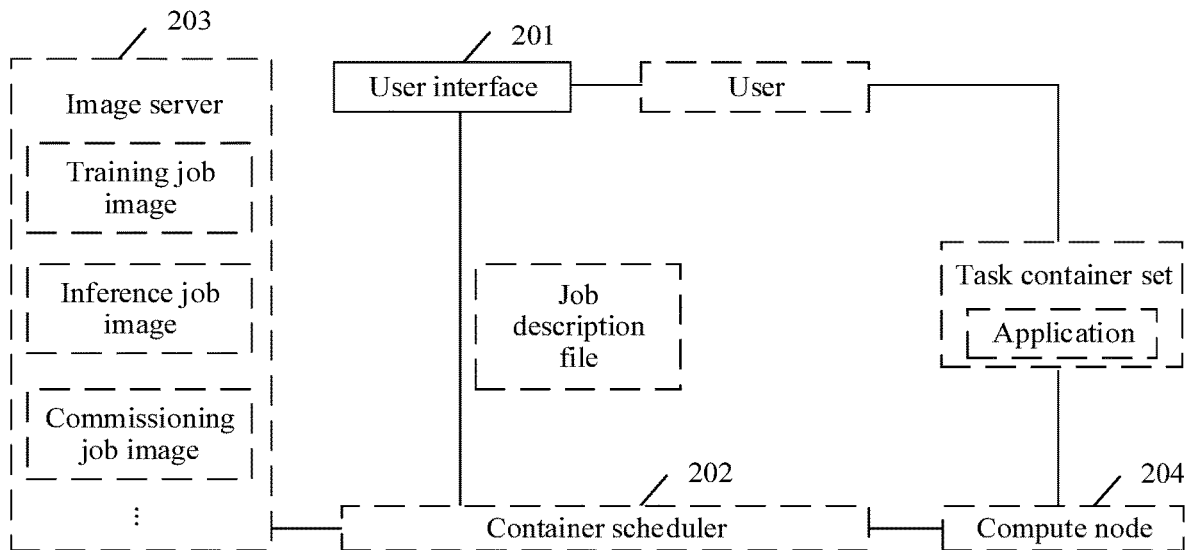 203
Image server
Training job
image
Inference job
image
Commissioning
job image
⋮
201
User interface
User
Job
description
file
Task container set
Application
202
Container scheduler
204
Compute node